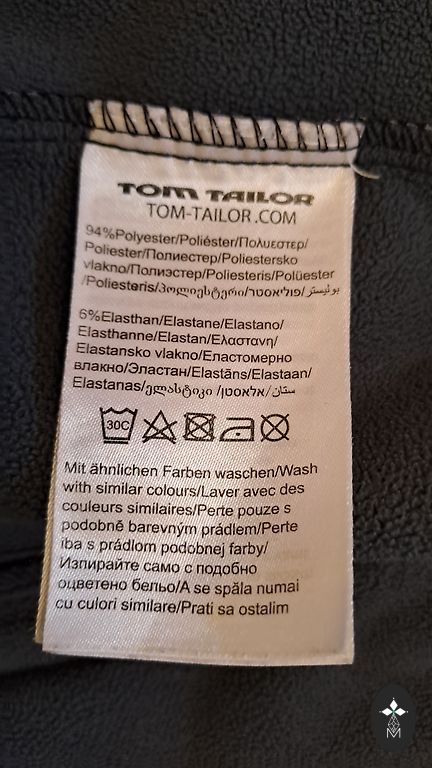 TOM TAILOR
TOM-TAILOR.COM
94%Polyester/Poliéster/Πολυεστερ/
Poliester/Полиестер/Poliestersko
vlakno/Полиэстер/Poliesteris/Polüester
/Poliesteris/პოლიესტერი/פוליאסטר/بوليستر
6%Elasthan/Elastane/Elastano/
Elasthanne/Elastan/Ελαστανη/
Elastansko vlakno/Еластомерно
влакно/Эластан/Elastāns/Elastaan/
Elastanas/ელასტიკი/אלאסטן/ستان
30C
Mit ähnlichen Farben waschen/Wash
with similar colours/Laver avec des
couleurs similaires/Perte pouze s
podobně barevným prádlem/Perte
iba s prádlom podobnej farby/
Изпирайте само с подобно
оцветено бельо/A se spăla numai
cu culori similare/Prati sa ostalim
M